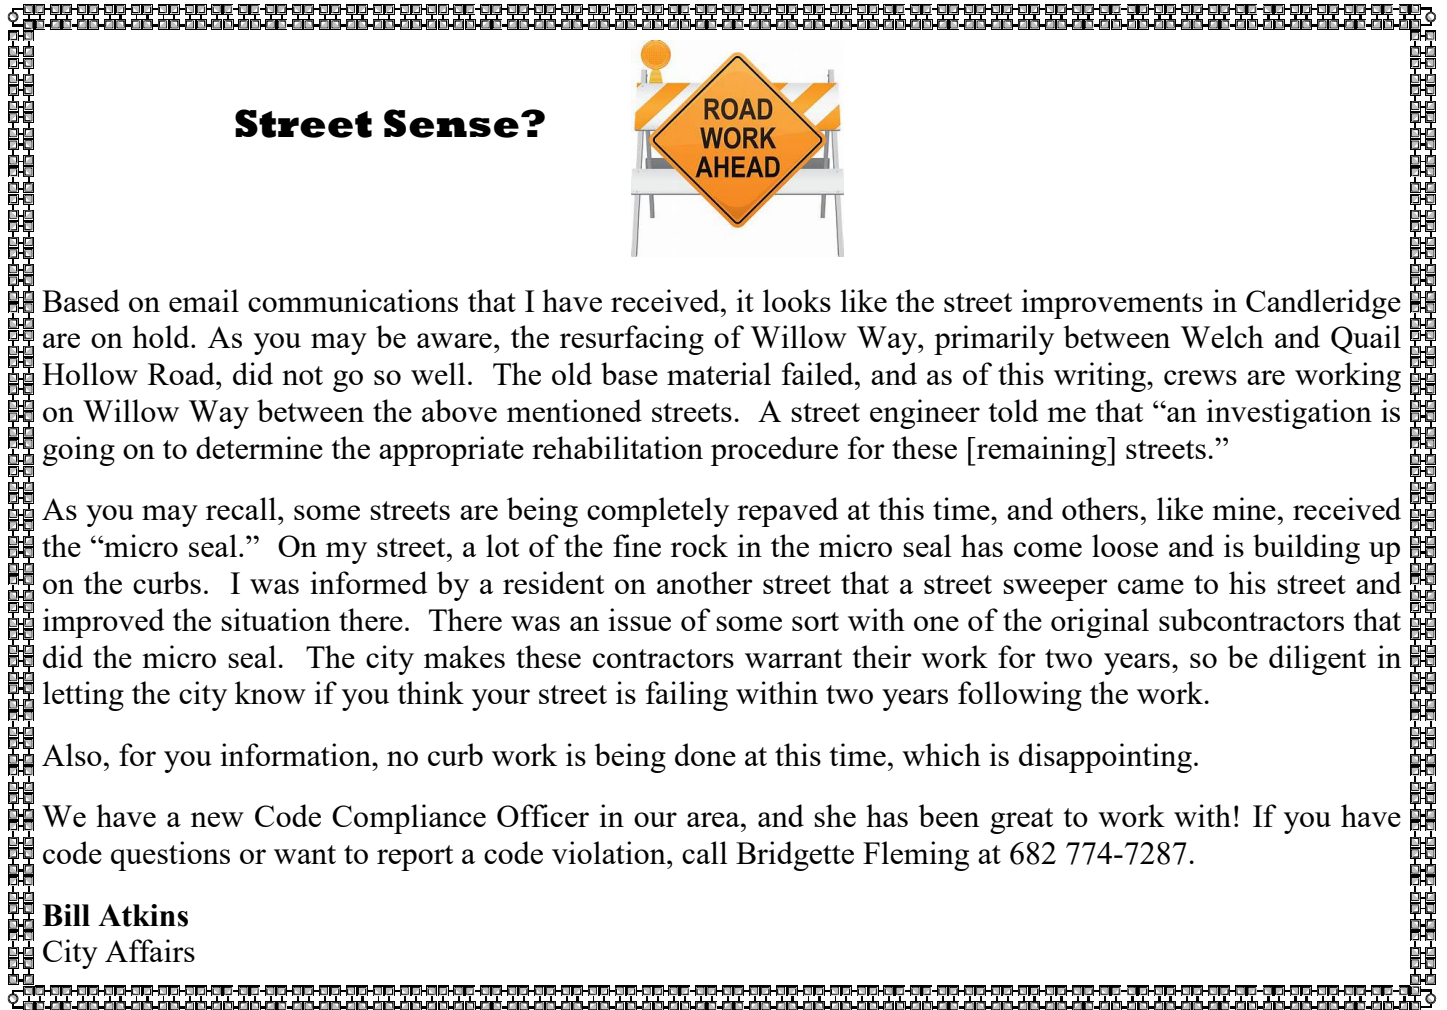 Street Sense?
ROAD
WORK
AHEAD
Based on email communications that I have received, it looks like the street improvements in Candleridge
are on hold. As you may be aware, the resurfacing of Willow Way, primarily between Welch and Quail
Hollow Road, did not go so well.  The old base material failed, and as of this writing, crews are working
on Willow Way between the above mentioned streets.  A street engineer told me that “an investigation is
going on to determine the appropriate rehabilitation procedure for these [remaining] streets.”
As you may recall, some streets are being completely repaved at this time, and others, like mine, received
the “micro seal.”  On my street, a lot of the fine rock in the micro seal has come loose and is building up
on the curbs.  I was informed by a resident on another street that a street sweeper came to his street and
improved the situation there.  There was an issue of some sort with one of the original subcontractors that
did the micro seal.  The city makes these contractors warrant their work for two years, so be diligent in
letting the city know if you think your street is failing within two years following the work.
Also, for you information, no curb work is being done at this time, which is disappointing.
We have a new Code Compliance Officer in our area, and she has been great to work with! If you have
code questions or want to report a code violation, call Bridgette Fleming at 682 774-7287.
Bill Atkins
City Affairs